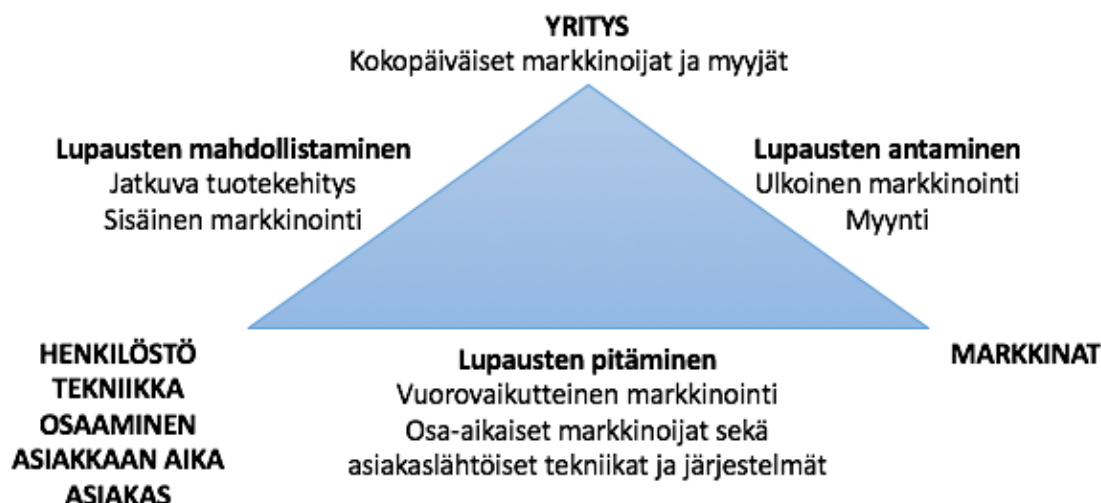 YRITYS
Kokopäiväiset markkinoijat ja myyjät
Lupausten mahdollistaminen
Jatkuva tuotekehitys
Sisäinen markkinointi
Lupausten antaminen
Ulkoinen markkinointi
Myynti
HENKILÖSTÖ
TEKNIIKKA
OSAAMINEN
ASIAKKAAN AIKA
ASIAKAS
Lupausten pitäminen
Vuorovaikutteinen markkinointi
Osa-aikaiset markkinoijat sekä
asiakaslähtöiset tekniikat ja järjestelmät
MARKKINAT